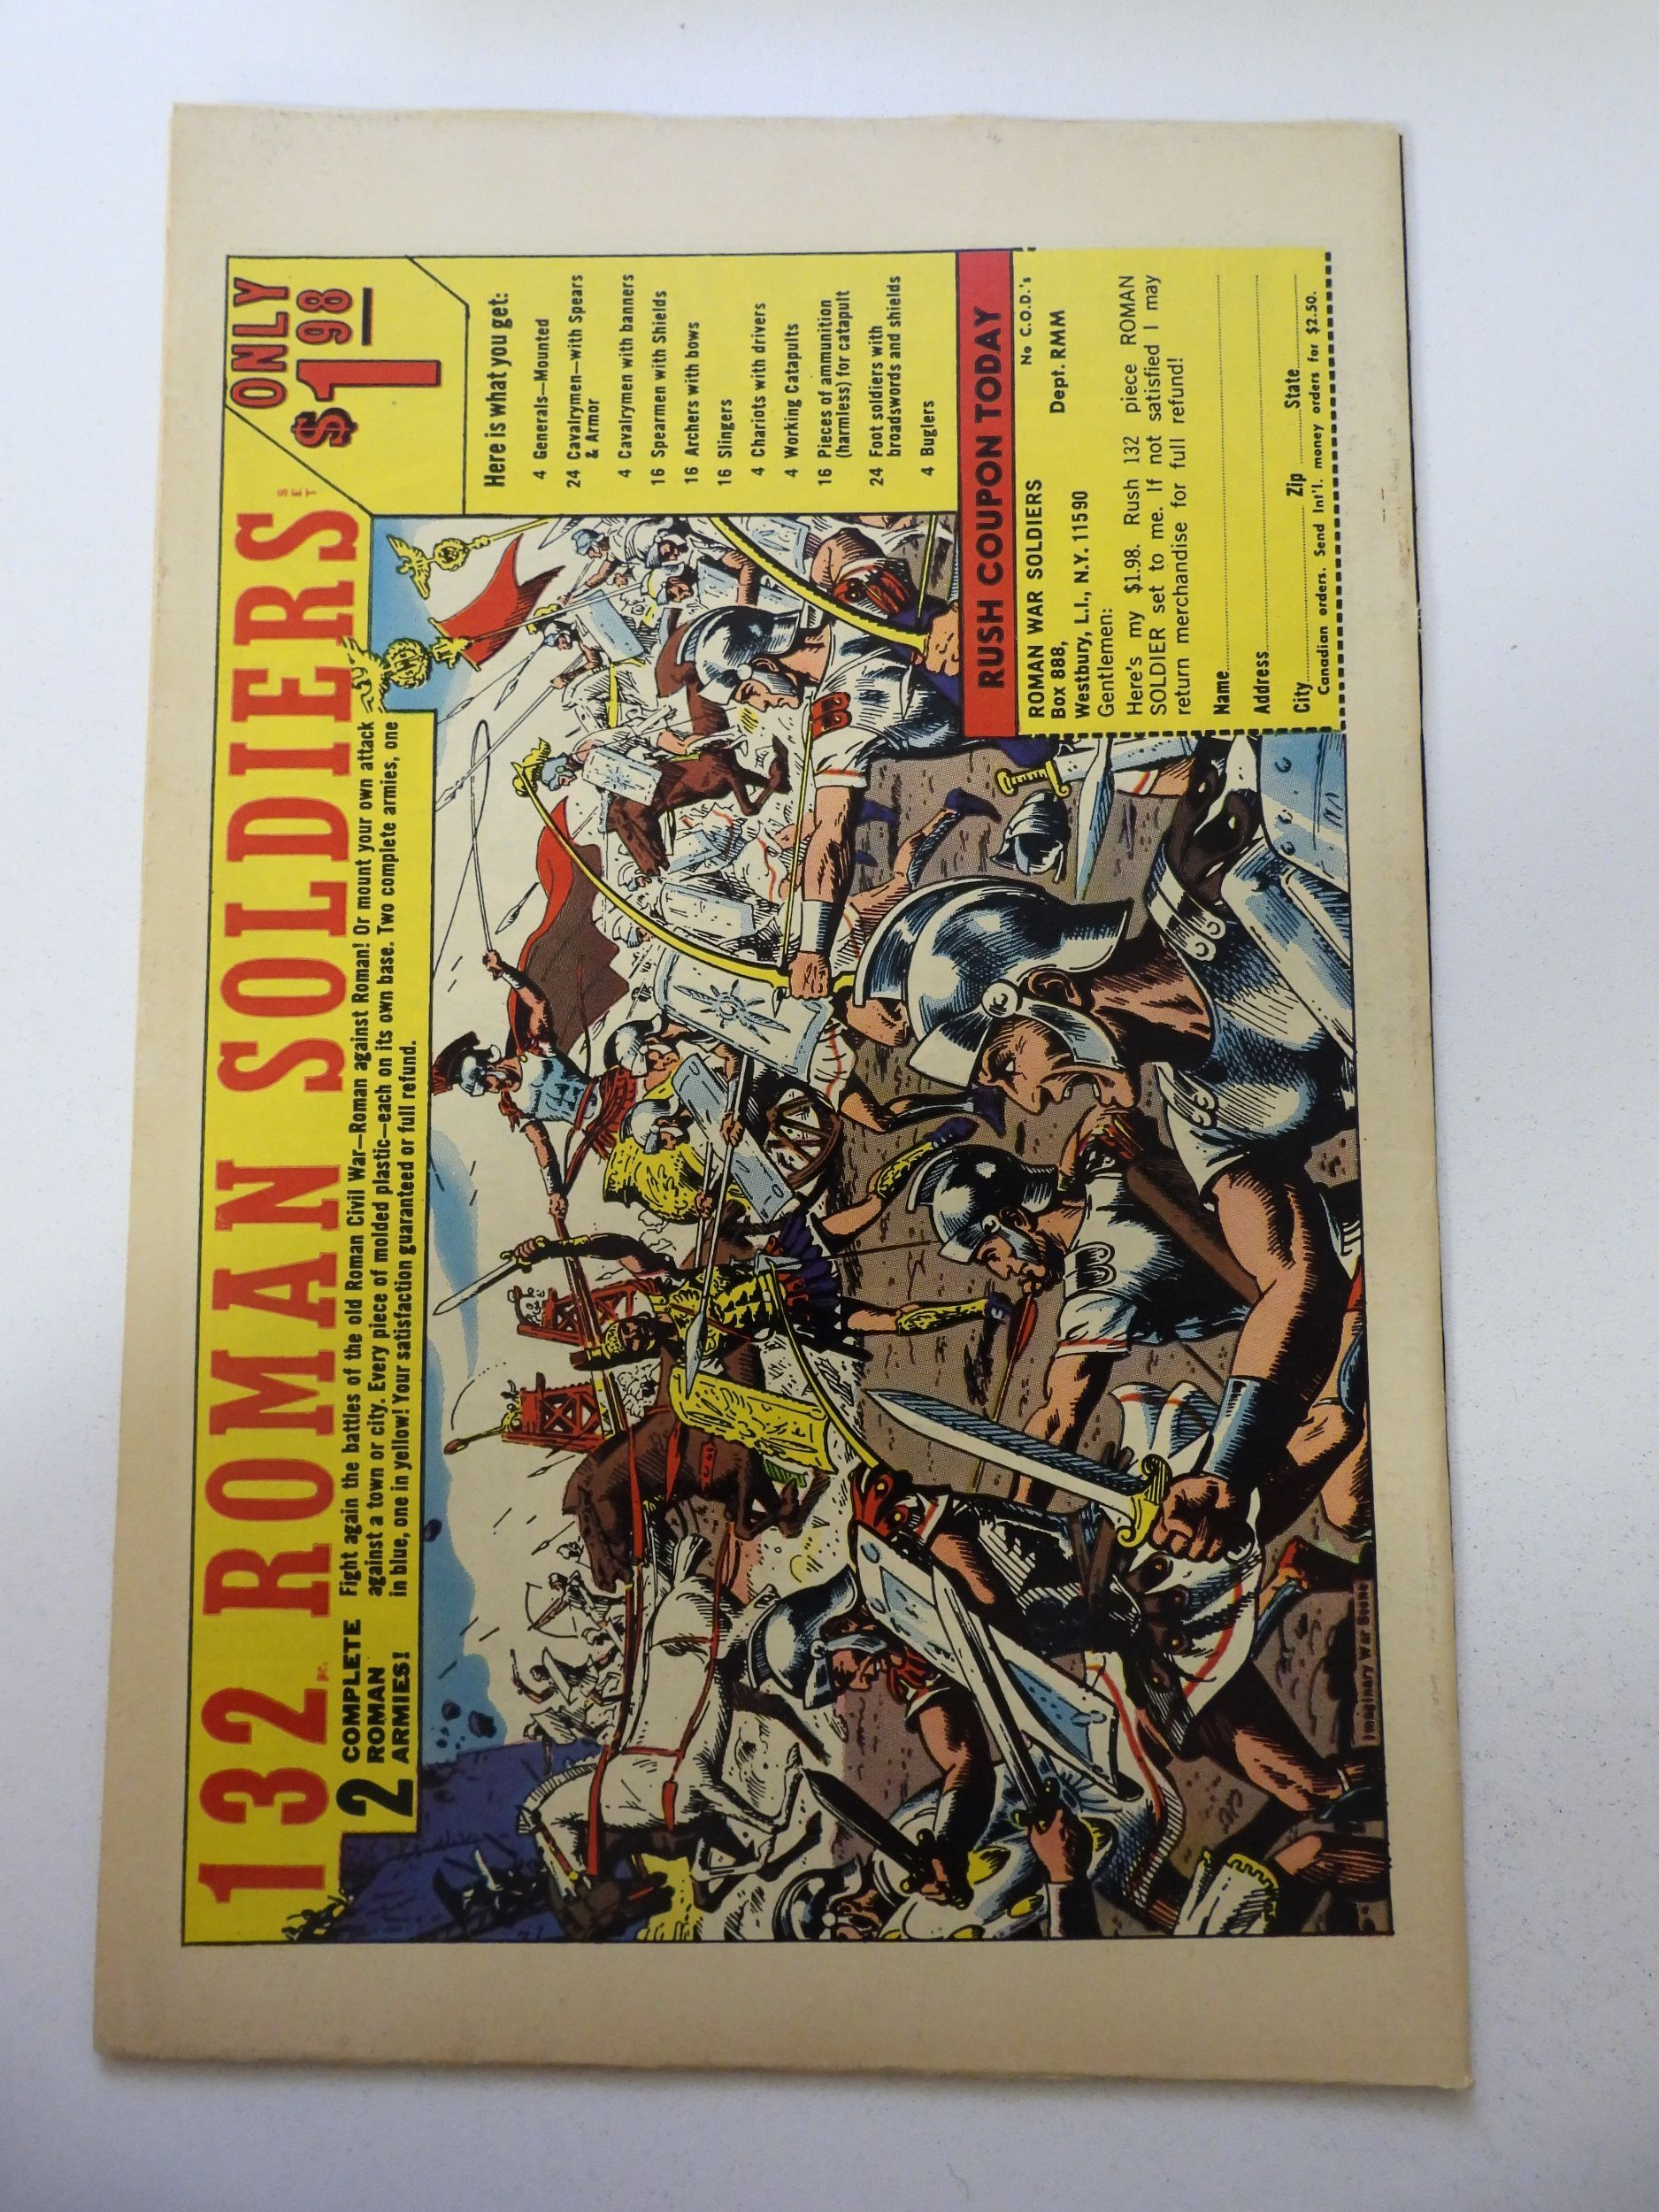 132 PC. ROMAN SOLDIERS SET
ONLY
$1 98
2 COMPLETE
ROMAN
ARMIES!
Fight again the battles of the old Roman Civil War—Roman against Roman! Or mount your own attack
against a town or city. Every piece of molded plastic—each on its own base. Two complete armies, one
in blue, one in yellow! Your satisfaction guaranteed or full refund.
Here is what you get:
4 Generals—Mounted
24 Cavalrymen—with Spears
& Armor
4 Cavalrymen with banners
16 Spearmen with Shields
16 Archers with bows
16 Slingers
4 Chariots with drivers
4 Working Catapults
16 Pieces of ammunition
(harmless) for catapult
24 Foot soldiers with
broadswords and shields
4 Buglers
RUSH COUPON TODAY
No C.O.D.'s
ROMAN WAR SOLDIERS
Box 888, Dept. RMM
Westbury, L.I., N.Y. 11590
Gentlemen:
Here's my $1.98. Rush 132 piece ROMAN
SOLDIER set to me. If not satisfied I may
return merchandise for full refund!
Name
Address
City Zip State
Canadian orders. Send Int'l. money orders for $2.50.
Imaginary War Scene